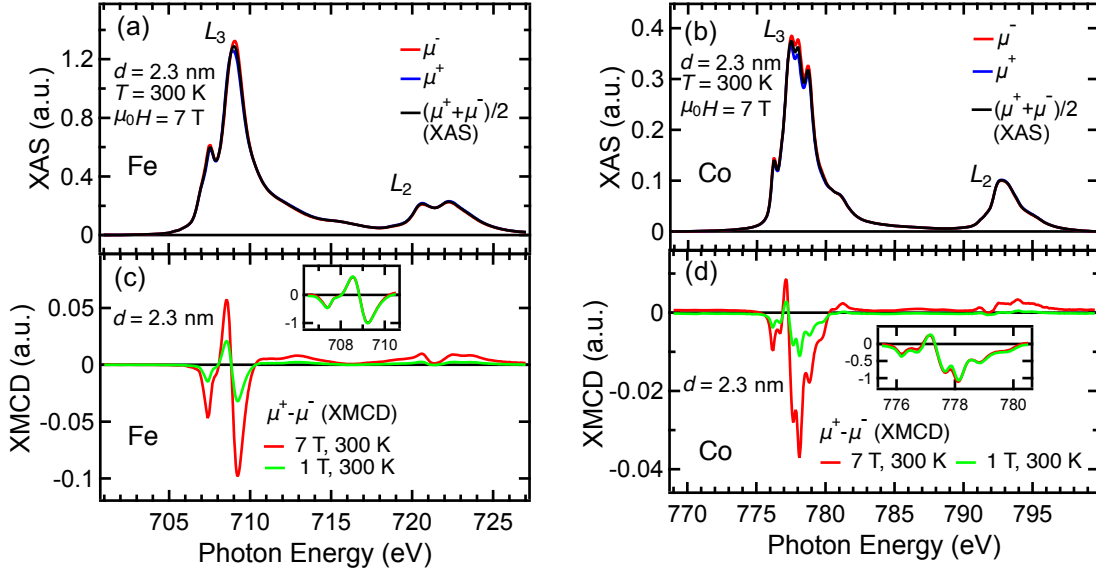 (a)
L₃
μ⁻
μ⁺
(μ⁺+μ⁻)/2
(XAS)
d = 2.3 nm
T = 300 K
μ₀H = 7 T
Fe
L₂
XAS (a.u.)
1.2
0.8
0.4
0
(b)
L₃
μ⁻
μ⁺
(μ⁺+μ⁻)/2
(XAS)
d = 2.3 nm
T = 300 K
μ₀H = 7 T
Co
L₂
XAS (a.u.)
0.4
0.3
0.2
0.1
0
(c)
d = 2.3 nm
0
-1
708 710
Fe
μ⁺-μ⁻ (XMCD)
7 T, 300 K
1 T, 300 K
XMCD (a.u.)
0.05
0
-0.05
-0.1
705 710 715 720 725
Photon Energy (eV)
(d)
d = 2.3 nm
0
-0.5
-1
776 778 780
Co
μ⁺-μ⁻ (XMCD)
7 T, 300 K 1 T, 300 K
XMCD (a.u.)
0
-0.02
-0.04
770 775 780 785 790 795
Photon Energy (eV)